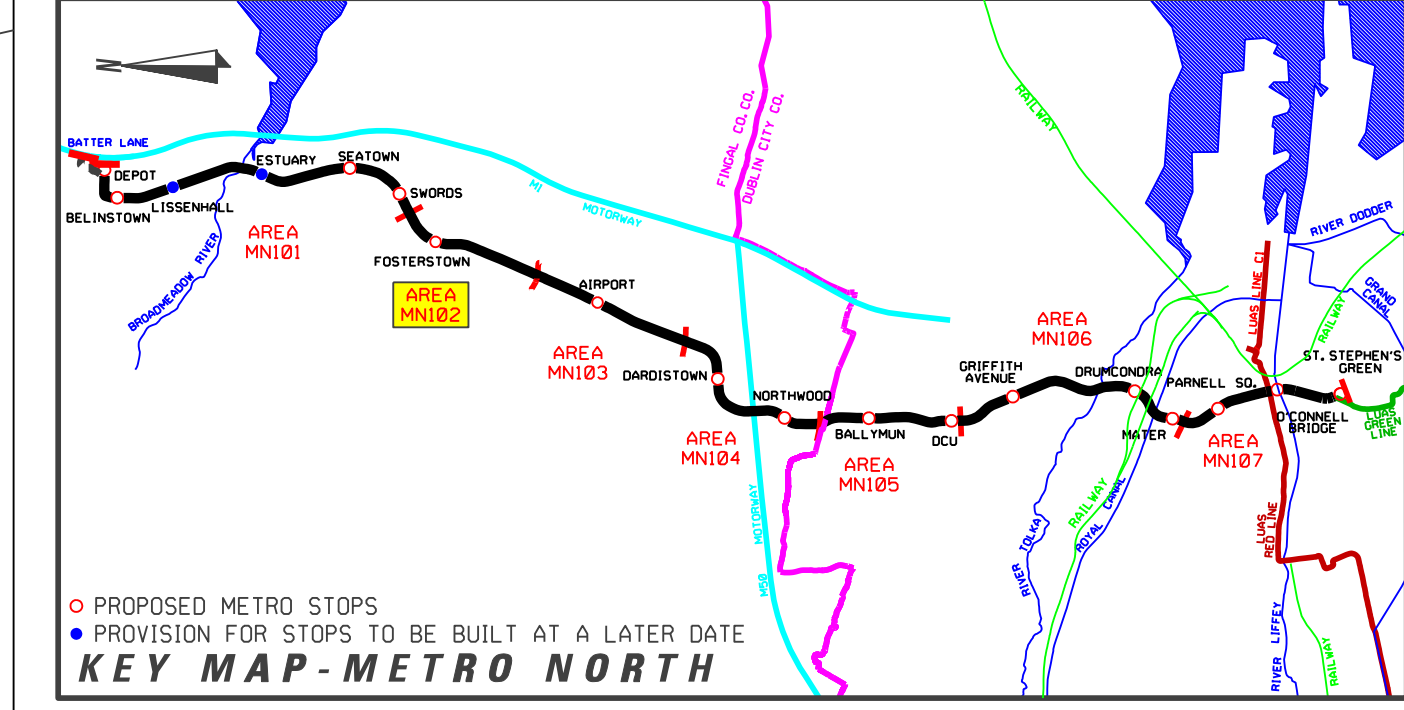 N
BATTER LANE
DEPOT
BELINSTOWN
LISSENHALL
ESTUARY
SEATOWN
SWORDS
BROADMEADOW RIVER
AREA
MN101
FOSTERSTOWN
AREA
MN102
M1
MOTORWAY
AIRPORT
AREA
MN103
FINGAL CO. CO.
DUBLIN CITY CO.
DARDISTOWN
NORTHWOOD
AREA
MN104
MOTORWAY
M50
BALLYMUN
AREA
MN105
DCU
GRIFFITH
AVENUE
AREA
MN106
RAILWAY
DRUMCONDRA
MATER
PARNELL SQ.
AREA
MN107
RIVER TOLKA
RAILWAY
ROYAL CANAL
LUAS LINE C1
RIVER DODDER
GRAND
CANAL
RAILWAY
ST. STEPHEN'S
GREEN
O'CONNELL
BRIDGE
LUAS
GREEN
LINE
LUAS
RED LINE
RIVER LIFFEY
RAILWAY
PROPOSED METRO STOPS
PROVISION FOR STOPS TO BE BUILT AT A LATER DATE
KEY MAP-METRO NORTH